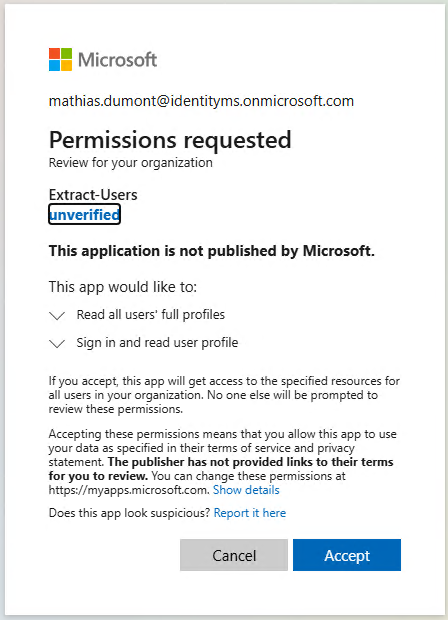 Microsoft
mathias.dumont@identityms.onmicrosoft.com
Permissions requested
Review for your organization
Extract-Users
unverified
This application is not published by Microsoft.
This app would like to:
Read all users' full profiles
Sign in and read user profile
If you accept, this app will get access to the specified resources for
all users in your organization. No one else will be prompted to
review these permissions.
Accepting these permissions means that you allow this app to use
your data as specified in their terms of service and privacy
statement. The publisher has not provided links to their terms
for you to review. You can change these permissions at
https://myapps.microsoft.com. Show details
Does this app look suspicious? Report it here
Cancel
Accept